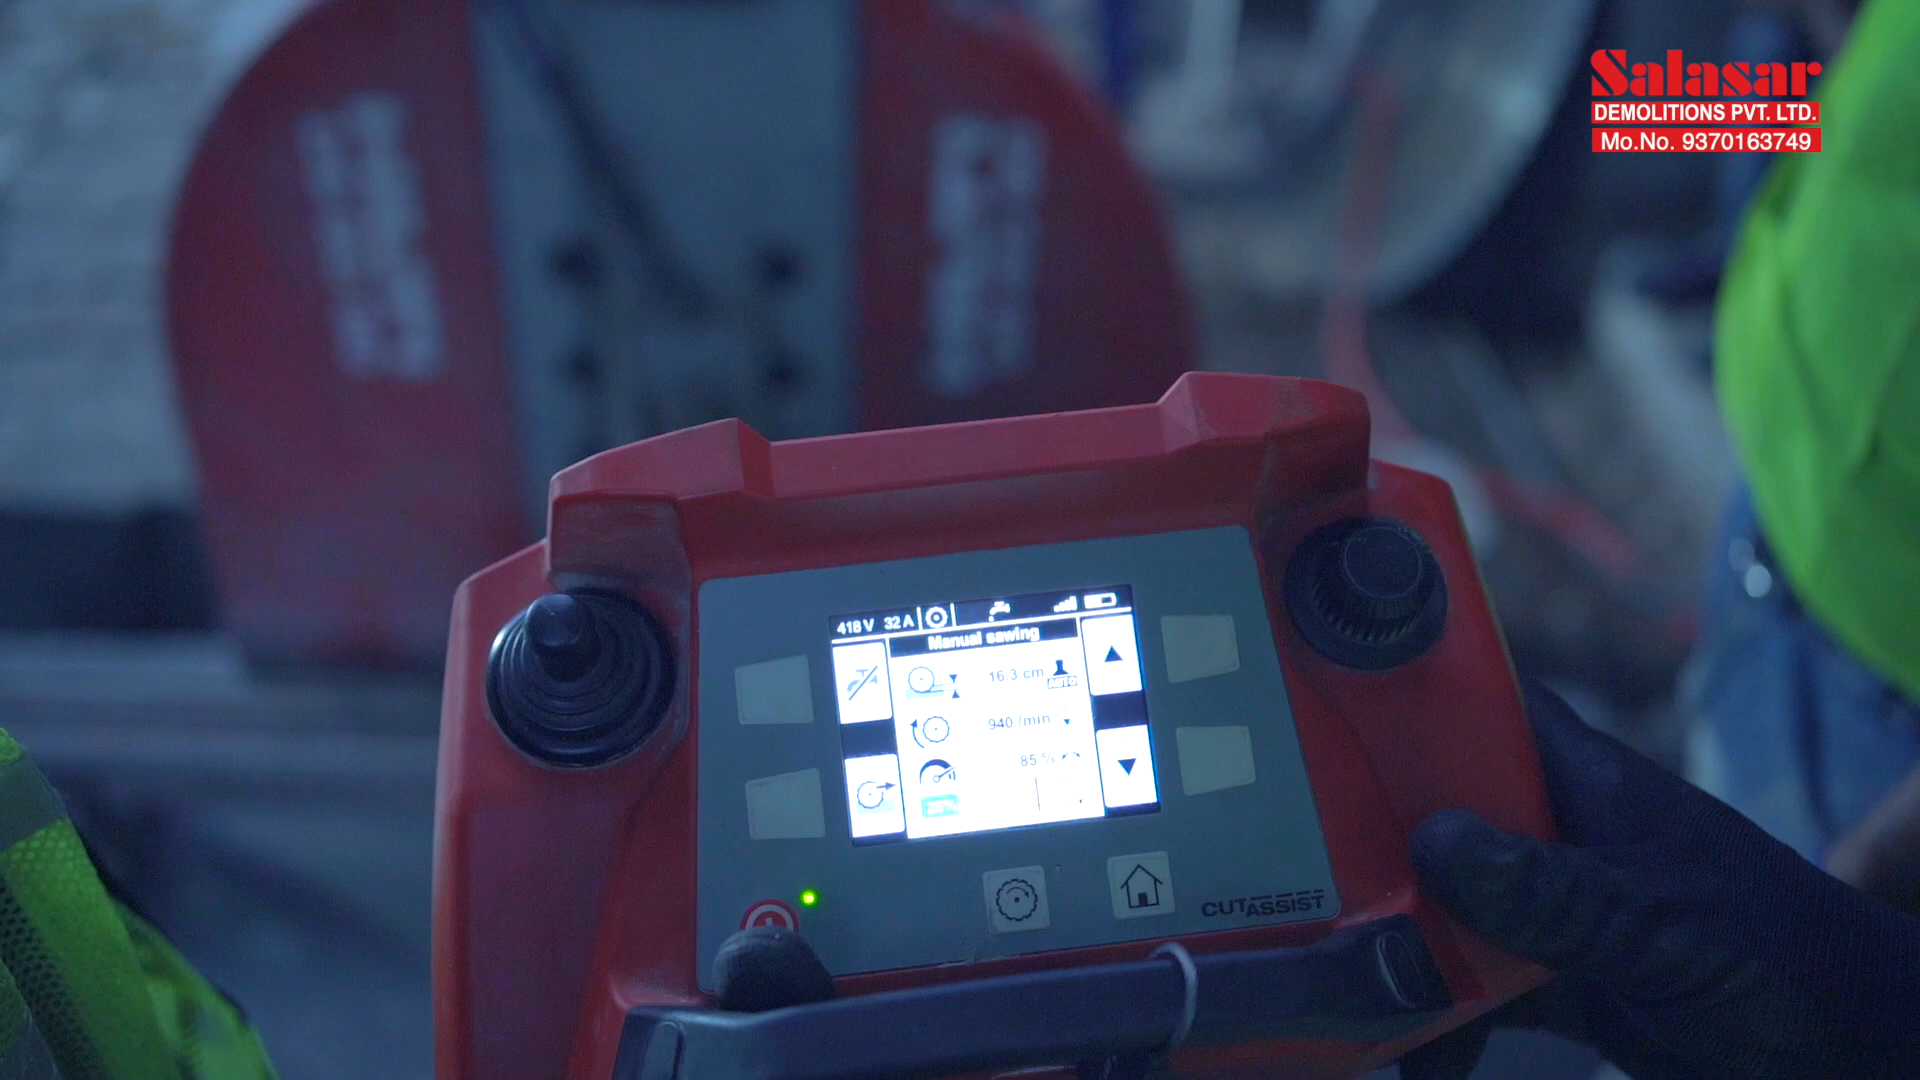 Salasar
DEMOLITIONS PVT. LTD.
Mo.No. 9370163749
418 V 32 A
Manual sawing
16.3 cm
AUTO
940 /min
85 %
CUTASSIST